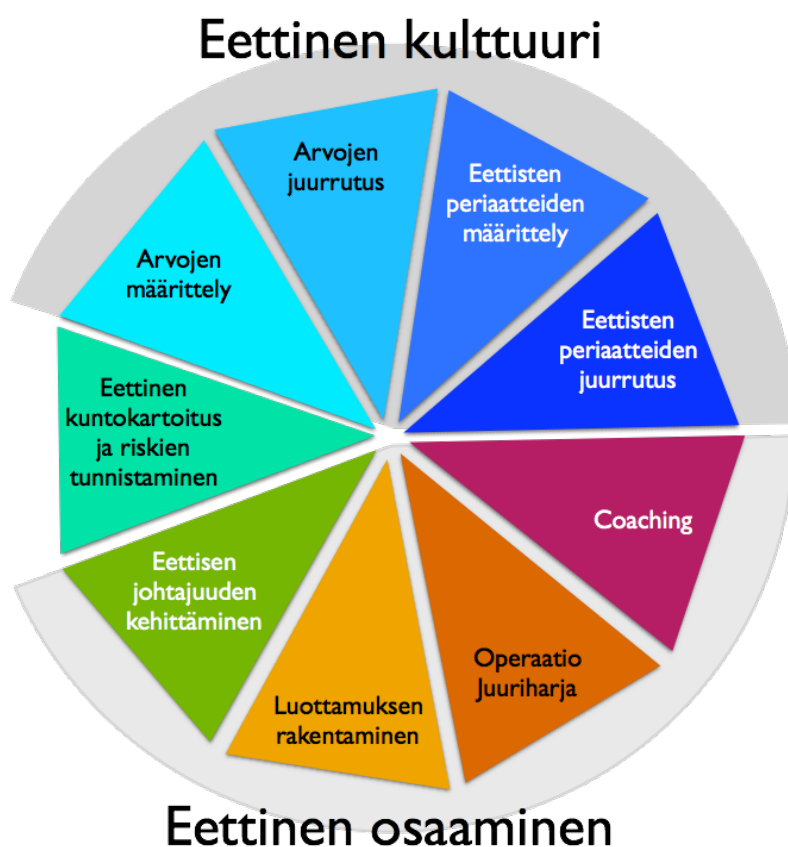 Eettinen kulttuuri
Arvojen
juurrutus
Eettisten
periaatteiden
määrittely
Arvojen
määrittely
Eettisten
periaatteiden
juurrutus
Eettinen
kuntokartoitus
ja riskien
tunnistaminen
Coaching
Eettisen
johtajuuden
kehittäminen
Operaatio
Juuriharja
Luottamuksen
rakentaminen
Eettinen osaaminen